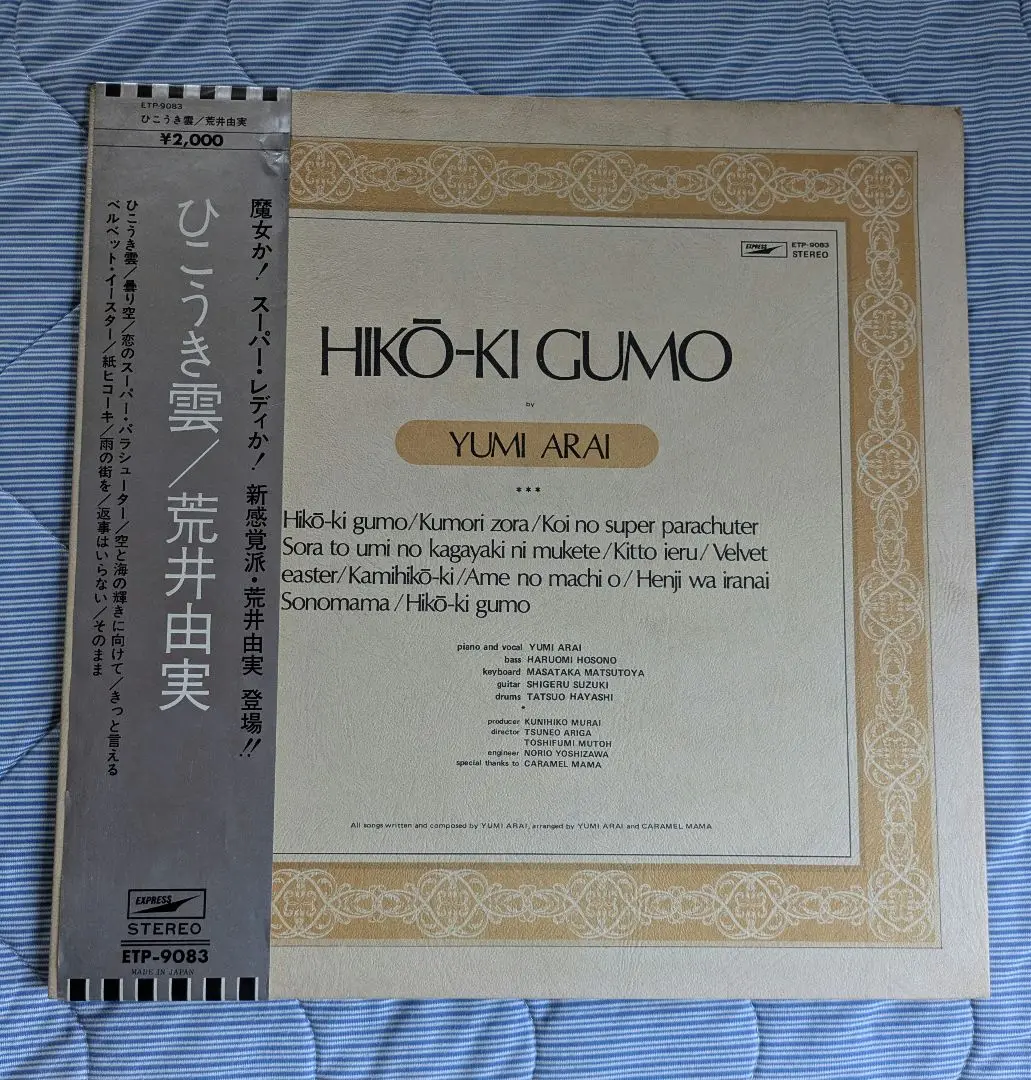 ETP-9083
ひこうき雲／荒井由実
¥2,000
魔女か！ スーパー・レディか！ 新感覚派・荒井由実 登場!!
ひこうき雲／荒井由実
ひこうき雲／曇り空／恋のスーパー・パラシューター／空と海の輝きに向けて／きっと言える
ベルベット・イースター／紙ヒコーキ／雨の街を／返事はいらない／そのまま
EXPRESS
STEREO
ETP-9083
MADE IN JAPAN
EXPRESS
ETP-9083
STEREO
HIKŌ-KI GUMO
by
YUMI ARAI
***
Hikō-ki gumo/Kumori zora/Koi no super parachuter
Sora to umi no kagayaki ni mukete/Kitto ieru/Velvet
easter/Kamihikō-ki/Ame no machi o/Henji wa iranai
Sonomama/Hikō-ki gumo
piano and vocal YUMI ARAI
bass HARUOMI HOSONO
keyboard MASATAKA MATSUTOYA
guitar SHIGERU SUZUKI
drums TATSUO HAYASHI
*
producer KUNIHIKO MURAI
director TSUNEO ARIGA
TOSHIFUMI MUTOH
engineer NORIO YOSHIZAWA
special thanks to CARAMEL MAMA
All songs written and composed by YUMI ARAI, arranged by YUMI ARAI and CARAMEL MAMA